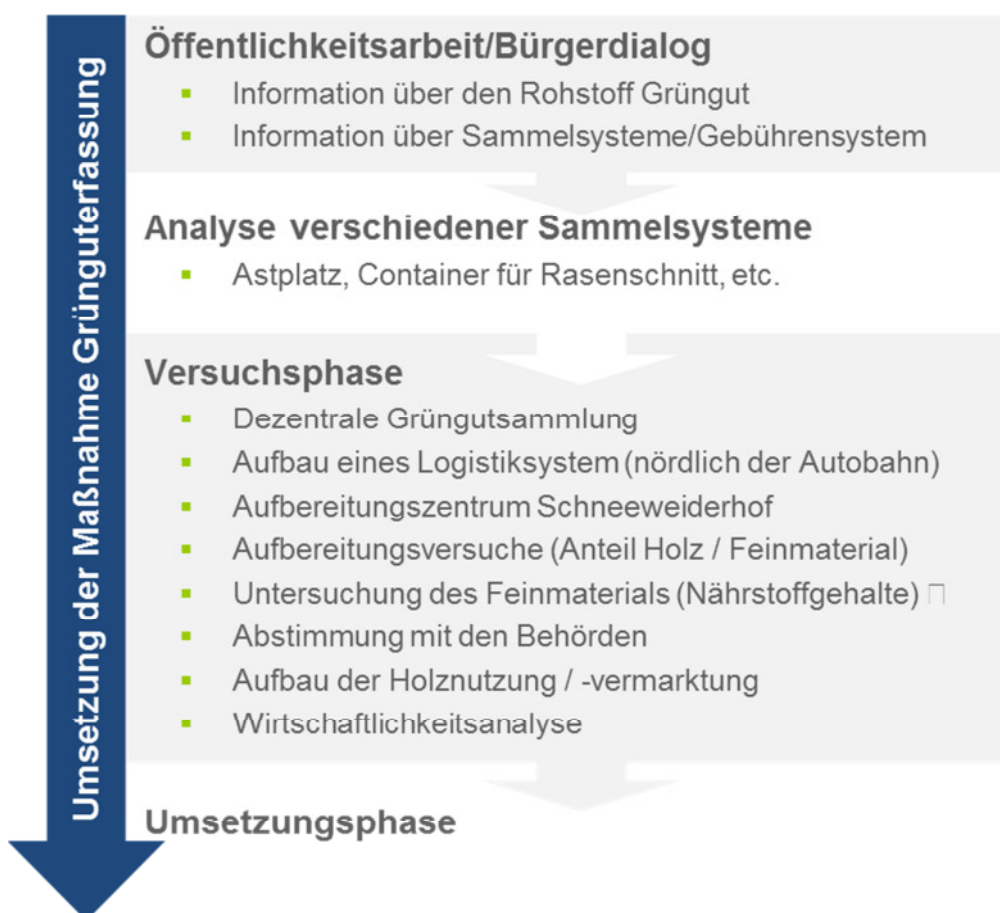 Umsetzung der Maßnahme Grünguterfassung
Öffentlichkeitsarbeit/Bürgerdialog
▪ Information über den Rohstoff Grüngut
▪ Information über Sammelsysteme/Gebührensystem
Analyse verschiedener Sammelsysteme
▪ Astplatz, Container für Rasenschnitt, etc.
Versuchsphase
▪ Dezentrale Grüngutsammlung
▪ Aufbau eines Logistiksystem (nördlich der Autobahn)
▪ Aufbereitungszentrum Schneeweiderhof
▪ Aufbereitungsversuche (Anteil Holz / Feinmaterial)
▪ Untersuchung des Feinmaterials (Nährstoffgehalte) □
▪ Abstimmung mit den Behörden
▪ Aufbau der Holznutzung / -vermarktung
▪ Wirtschaftlichkeitsanalyse
Umsetzungsphase